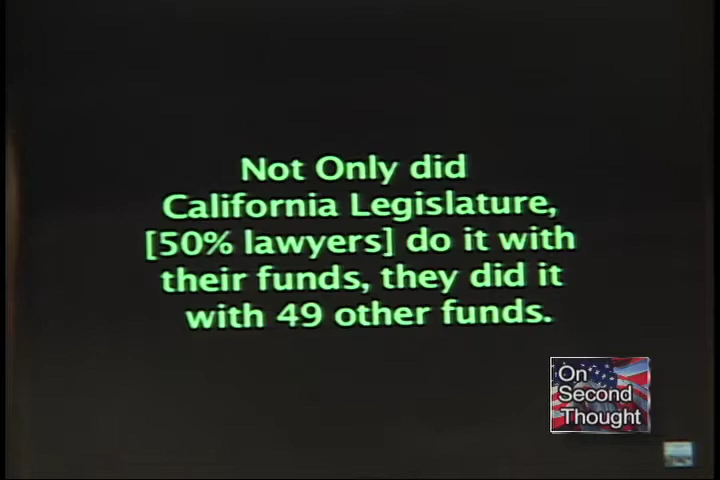 Not Only did
California Legislature,
[50% lawyers] do it with
their funds, they did it
with 49 other funds.
On
Second
Thought